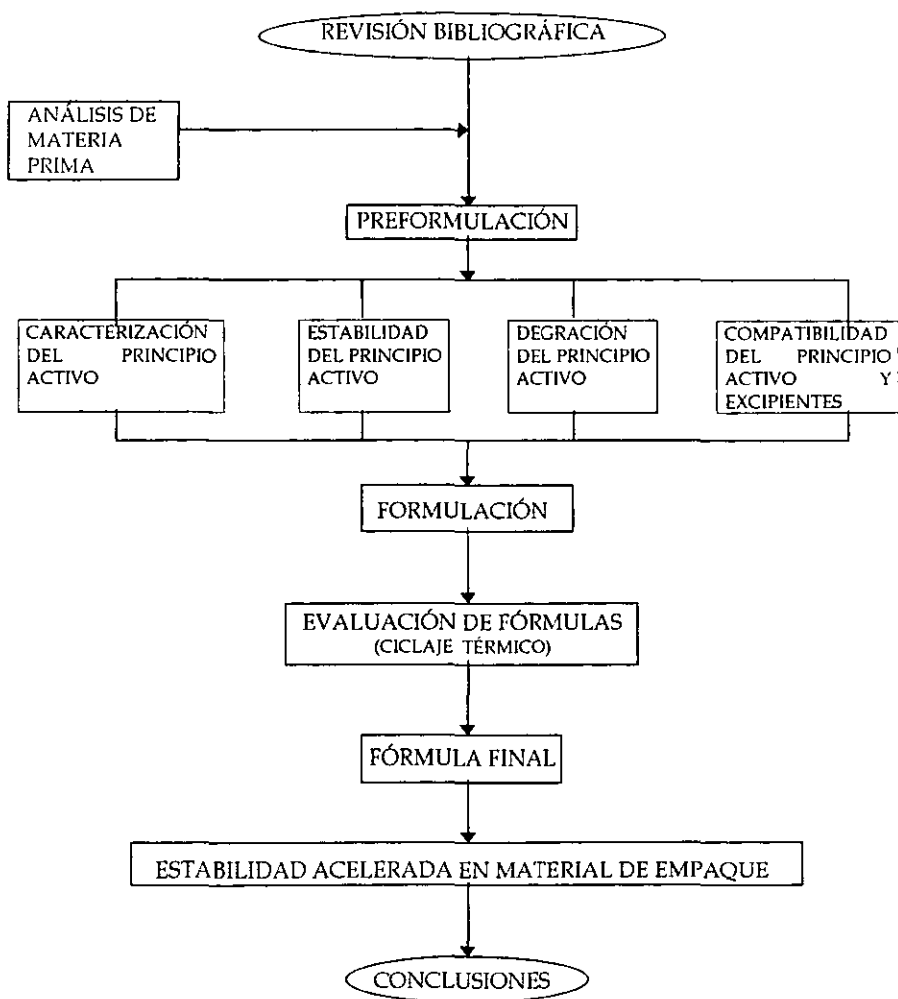 REVISIÓN BIBLIOGRÁFICA
ANÁLISIS DE
MATERIA
PRIMA
PREFORMULACIÓN
CARACTERIZACIÓN
DEL PRINCIPIO
ACTIVO
ESTABILIDAD
DEL PRINCIPIO
ACTIVO
DEGRACIÓN
DEL PRINCIPIO
ACTIVO
COMPATIBILIDAD
DEL PRINCIPIO
ACTIVO Y
EXCIPIENTES
FORMULACIÓN
EVALUACIÓN DE FÓRMULAS
(CICLAJE TÉRMICO)
FÓRMULA FINAL
ESTABILIDAD ACELERADA EN MATERIAL DE EMPAQUE
CONCLUSIONES